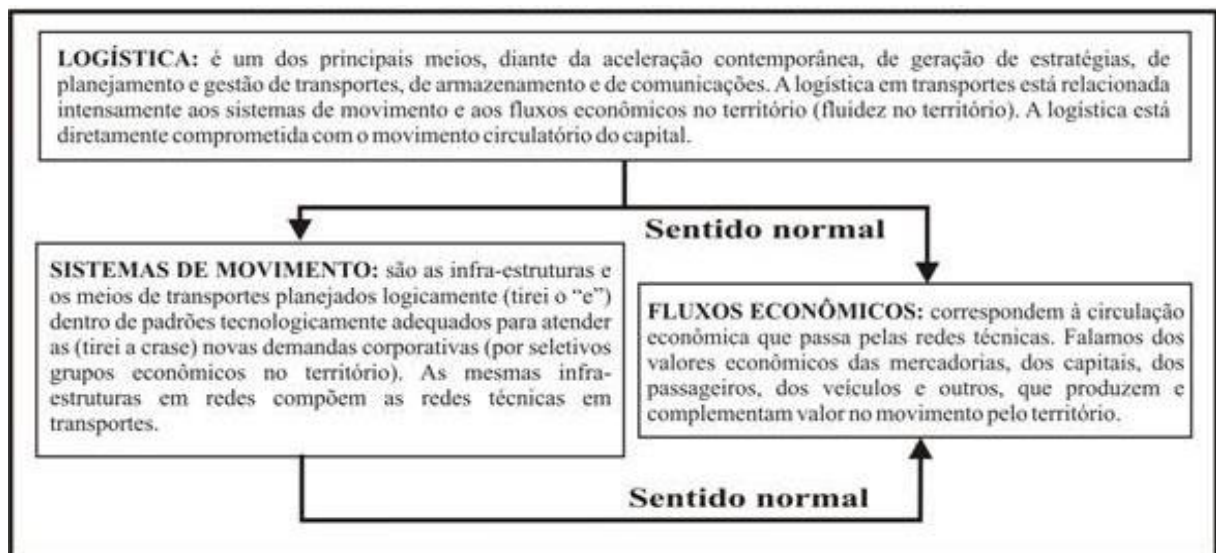 LOGÍSTICA: é um dos principais meios, diante da aceleração contemporânea, de geração de estratégias, de
planejamento e gestão de transportes, de armazenamento e de comunicações. A logística em transportes está relacionada
intensamente aos sistemas de movimento e aos fluxos econômicos no território (fluidez no território). A logística está
diretamente comprometida com o movimento circulatório do capital.
Sentido normal
SISTEMAS DE MOVIMENTO: são as infra-estruturas e
os meios de transportes planejados logicamente (tirei o “e”)
dentro de padrões tecnologicamente adequados para atender
as (tirei a crase) novas demandas corporativas (por seletivos
grupos econômicos no território). As mesmas infra-
estruturas em redes compõem as redes técnicas em
transportes.
FLUXOS ECONÔMICOS: correspondem à circulação
econômica que passa pelas redes técnicas. Falamos dos
valores econômicos das mercadorias, dos capitais, dos
passageiros, dos veículos e outros, que produzem e
complementam valor no movimento pelo território.
Sentido normal